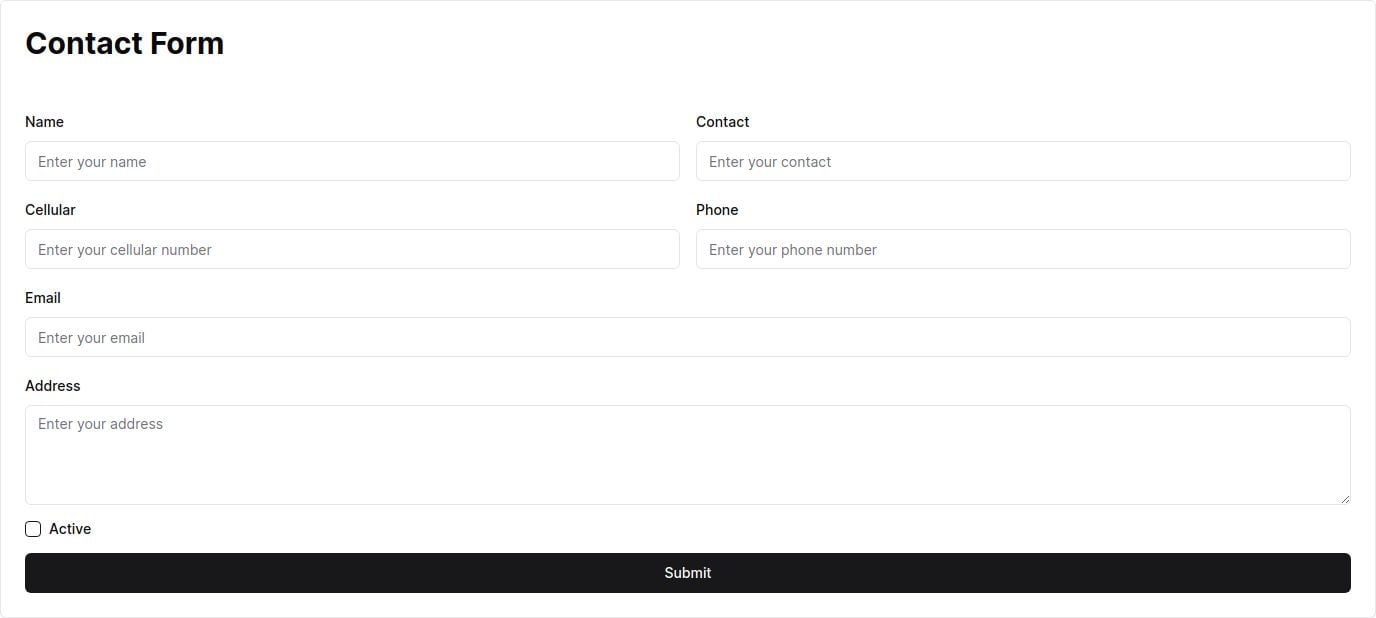 Contact Form
Name
Contact
Enter your name
Enter your contact
Cellular
Phone
Enter your cellular number
Enter your phone number
Email
Enter your email
Address
Enter your address
Active
Submit